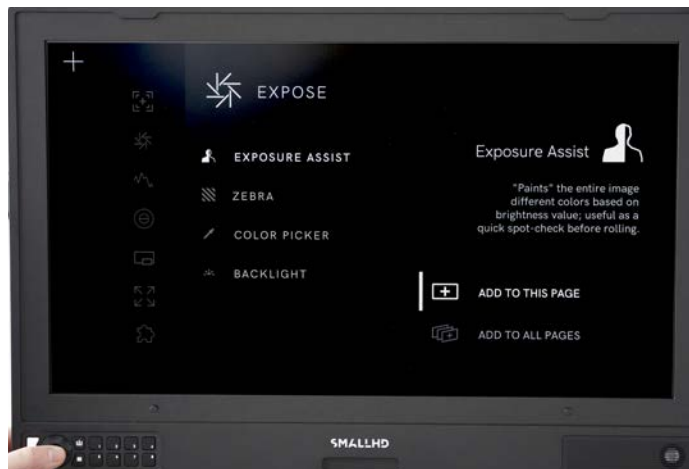 EXPOSE
EXPOSURE ASSIST
ZEBRA
COLOR PICKER
BACKLIGHT
Exposure Assist
"Paints" the entire image
different colors based on
brightness value; useful as a
quick spot-check before rolling.
ADD TO THIS PAGE
ADD TO ALL PAGES
SMALLHD